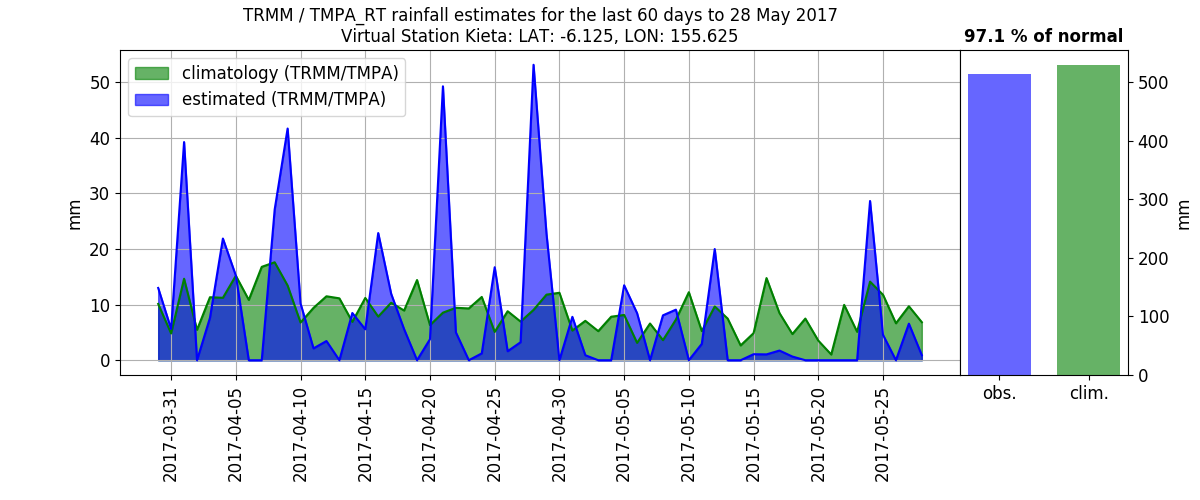 TRMM / TMPA_RT rainfall estimates for the last 60 days to 28 May 2017
Virtual Station Kieta: LAT: -6.125, LON: 155.625
97.1 % of normal
climatology (TRMM/TMPA)
estimated (TRMM/TMPA)
mm
50
40
30
20
10
0
2017-03-31
2017-04-05
2017-04-10
2017-04-15
2017-04-20
2017-04-25
2017-04-30
2017-05-05
2017-05-10
2017-05-15
2017-05-20
2017-05-25
500
400
300
200
100
0
mm
obs.
clim.